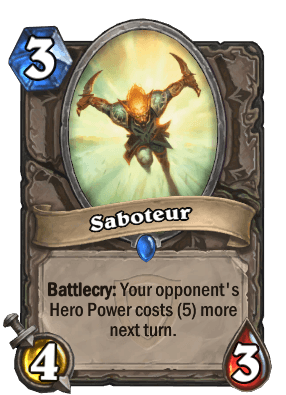 3
Saboteur
Battlecry: Your opponent's
Hero Power costs (5) more
next turn.
4
3